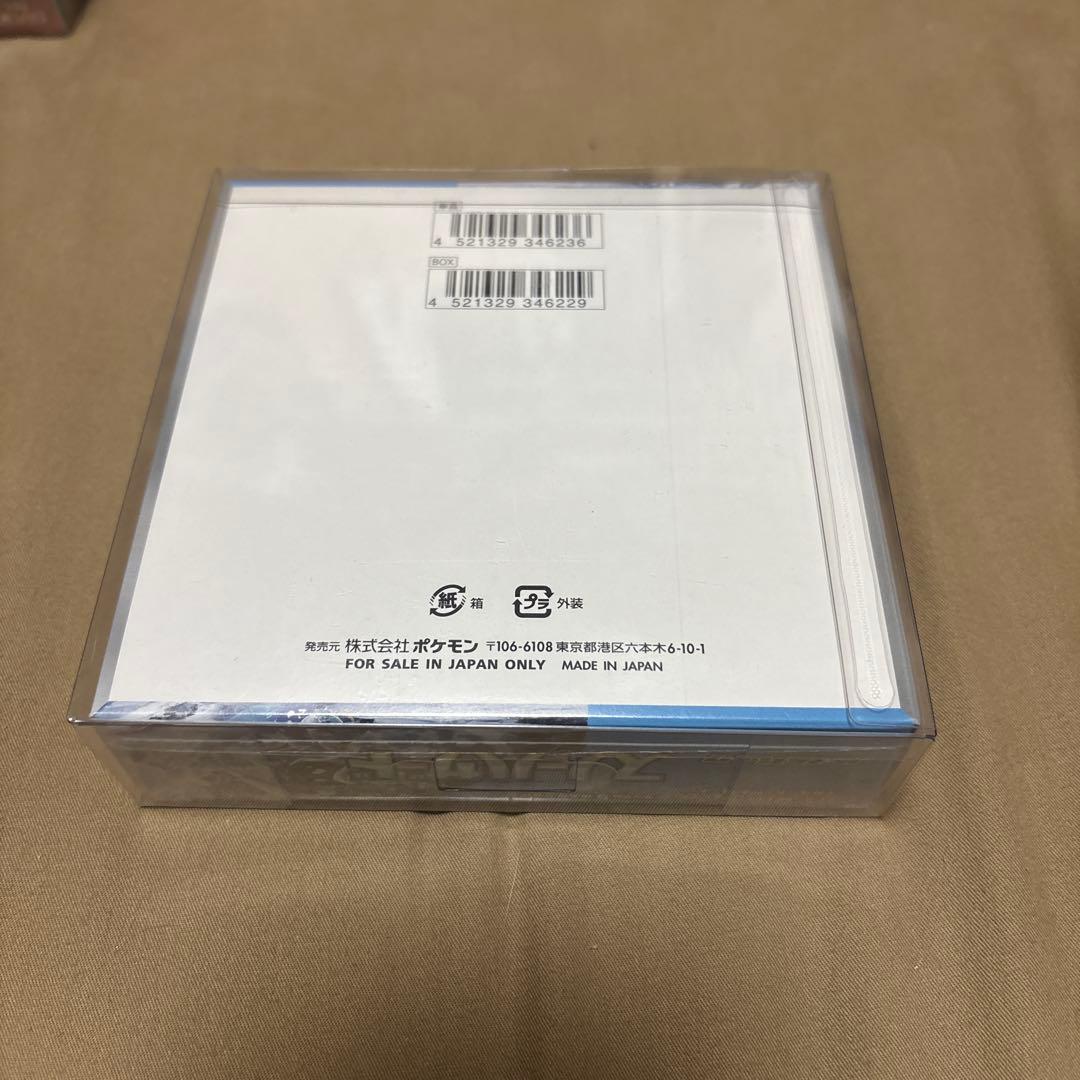 4 521329 346236
BOX
4 521329 346229
紙 箱 プラ 外装
発売元 株式会社 ポケモン 〒106-6108 東京都港区六本木6-10-1
FOR SALE IN JAPAN ONLY MADE IN JAPAN